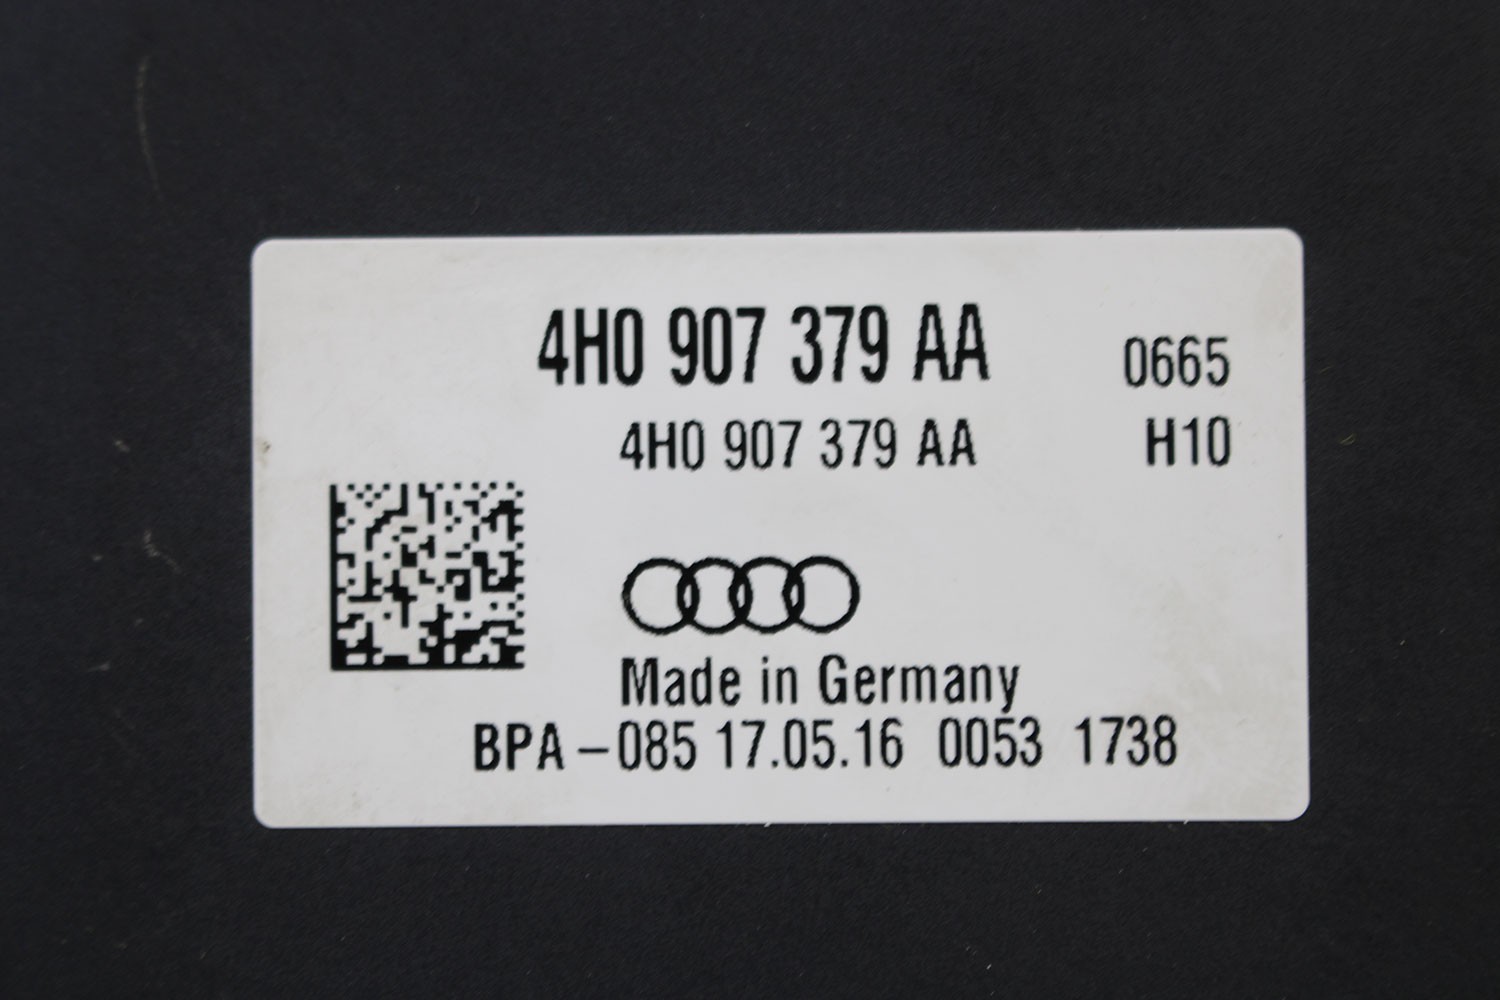 4H0 907 379 AA 0665
4H0 907 379 AA H10
Made in Germany
BPA-085 17.05.16 0053 1738